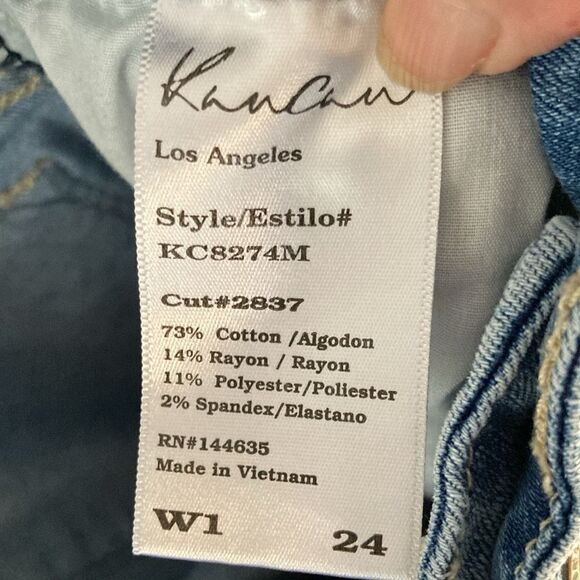 KanCan
Los Angeles
Style/Estilo#
KC8274M
Cut#2837
73% Cotton /Algodon
14% Rayon / Rayon
11% Polyester/Poliester
2% Spandex/Elastano
RN#144635
Made in Vietnam
W1 24